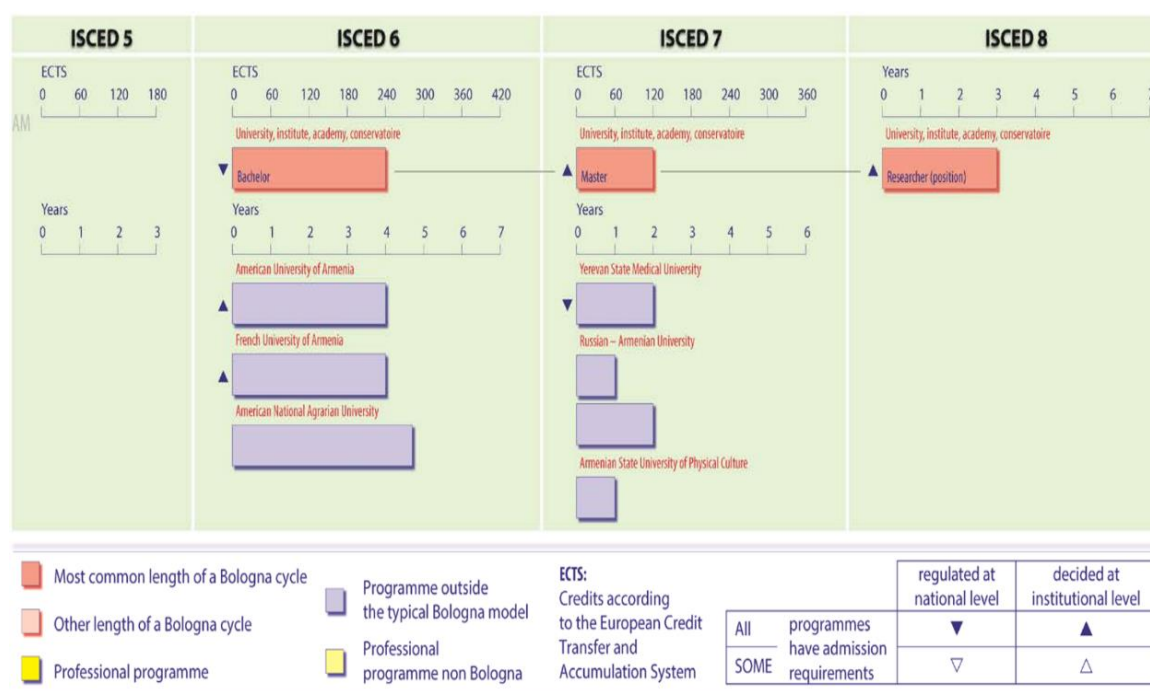 ISCED 5 ISCED 6 ISCED 7 ISCED 8
ECTS ECTS ECTS Years
0 60 120 180 0 60 120 180 240 300 360 420 0 60 120 180 240 300 360 0 1 2 3 4 5 6 7
AM
University, institute, academy, conservatoire University, institute, academy, conservatoire University, institute, academy, conservatoire
▼ Bachelor ▲ Master ▲ Researcher (position)
Years Years Years
0 1 2 3 0 1 2 3 4 5 6 7 0 1 2 3 4 5 6
American University of Armenia Yerevan State Medical University
▲ ▼
French University of Armenia Russian – Armenian University
▲
American National Agrarian University
Armenian State University of Physical Culture
Most common length of a Bologna cycle
Other length of a Bologna cycle
Professional programme
Programme outside
the typical Bologna model
Professional
programme non Bologna
ECTS:
Credits according
to the European Credit
Transfer and
Accumulation System
regulated at
national level
decided at
institutional level
All ▼ ▲
SOME ▽ △
programmes
have admission
requirements